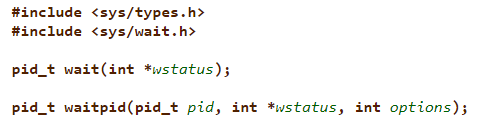 #include <sys/types.h>
#include <sys/wait.h>
pid_t wait(int *wstatus);
pid_t waitpid(pid_t pid, int *wstatus, int options);